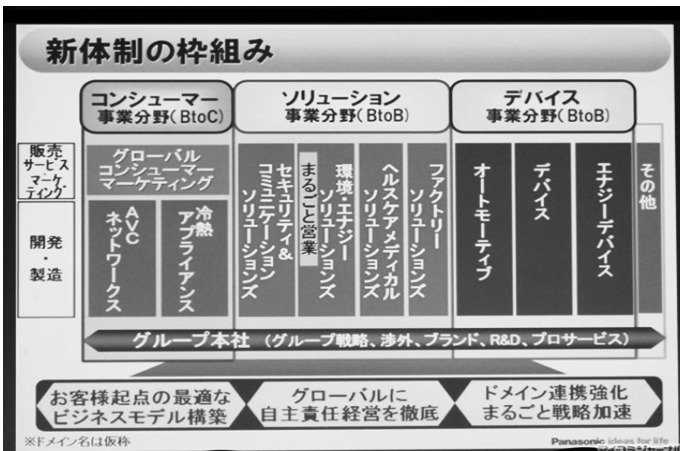 新体制の枠組み
コンシューマー
事業分野(BtoC)
ソリューション
事業分野(BtoB)
デバイス
事業分野(BtoB)
販売
サービス
マーケ
ティング
グローバル
コンシューマー
マーケティング
開発
・
製造
AVC
ネットワークス
冷熱
アプライアンス
セキュリティ&
コミュニケーション
ソリューションズ
まるごと営業
環境・エナジー
ソリューションズ
ヘルスケアメディカル
ソリューションズ
ファクトリー
ソリューションズ
オートモーティブ
デバイス
エナジーデバイス
その他
グループ本社 (グループ戦略、渉外、ブランド、R&D、プロサービス)
お客様起点の最適な
ビジネスモデル構築
グローバルに
自主責任経営を徹底
ドメイン連携強化
まるごと戦略加速
※ドメイン名は仮称
Panasonic ideas for life
マイコミジャーナル